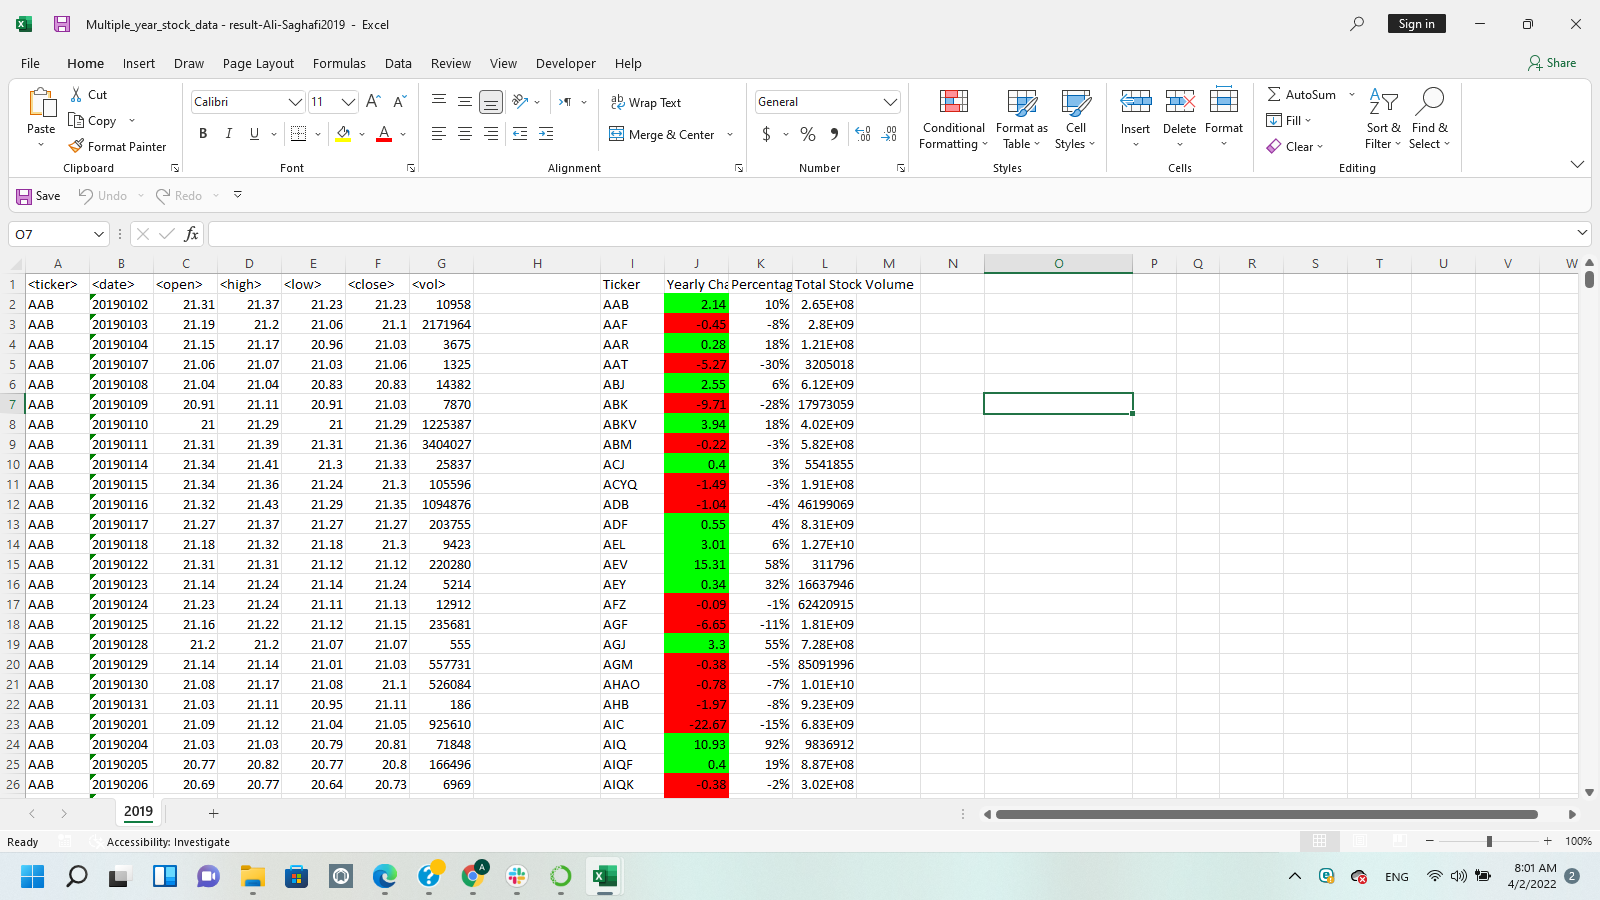 Multiple_year_stock_data - result-Ali-Saghafi2019 - Excel
Sign in
File Home Insert Draw Page Layout Formulas Data Review View Developer Help Share
Paste Cut Copy Format Painter Clipboard
Calibri 11 B I U A A A Font
Wrap Text Merge & Center Alignment
General $ % Number
Conditional Formatting Format as Table Cell Styles Styles
Insert Delete Format Cells
AutoSum Fill Clear Sort & Filter Find & Select Editing
Save Undo Redo
O7 fx
A B C D E F G H I J K L M N O P Q R S T U V W
1 <ticker> <date> <open> <high> <low> <close> <vol> Ticker Yearly Cha Percentag Total Stock Volume
2 AAB 20190102 21.31 21.37 21.23 21.23 10958 AAB 2.14 10% 2.65E+08
3 AAB 20190103 21.19 21.2 21.06 21.1 2171964 AAF -0.45 -8% 2.8E+09
4 AAB 20190104 21.15 21.17 20.96 21.03 3675 AAR 0.28 18% 1.21E+08
5 AAB 20190107 21.06 21.07 21.03 21.06 1325 AAT -5.27 -30% 3205018
6 AAB 20190108 21.04 21.04 20.83 20.83 14382 ABJ 2.55 6% 6.12E+09
7 AAB 20190109 20.91 21.11 20.91 21.03 7870 ABK -9.71 -28% 17973059
8 AAB 20190110 21 21.29 21 21.29 1225387 ABKV 3.94 18% 4.02E+09
9 AAB 20190111 21.31 21.39 21.31 21.36 3404027 ABM -0.22 -3% 5.82E+08
10 AAB 20190114 21.34 21.41 21.3 21.33 25837 ACJ 0.4 3% 5541855
11 AAB 20190115 21.34 21.36 21.24 21.3 105596 ACYQ -1.49 -3% 1.91E+08
12 AAB 20190116 21.32 21.43 21.29 21.35 1094876 ADB -1.04 -4% 46199069
13 AAB 20190117 21.27 21.37 21.27 21.27 203755 ADF 0.55 4% 8.31E+09
14 AAB 20190118 21.18 21.32 21.18 21.3 9423 AEL 3.01 6% 1.27E+10
15 AAB 20190122 21.31 21.31 21.12 21.12 220280 AEV 15.31 58% 311796
16 AAB 20190123 21.14 21.24 21.14 21.24 5214 AEY 0.34 32% 16637946
17 AAB 20190124 21.23 21.24 21.11 21.13 12912 AFZ -0.09 -1% 62420915
18 AAB 20190125 21.16 21.22 21.12 21.15 235681 AGF -6.65 -11% 1.81E+09
19 AAB 20190128 21.2 21.2 21.07 21.07 555 AGJ 3.3 55% 7.28E+08
20 AAB 20190129 21.14 21.14 21.01 21.03 557731 AGM -0.38 -5% 85091996
21 AAB 20190130 21.08 21.17 21.08 21.1 526084 AHAO -0.78 -7% 1.01E+10
22 AAB 20190131 21.03 21.11 20.95 21.11 186 AHB -1.97 -8% 9.23E+09
23 AAB 20190201 21.09 21.12 21.04 21.05 925610 AIC -22.67 -15% 6.83E+09
24 AAB 20190204 21.03 21.03 20.79 20.81 71848 AIQ 10.93 92% 9836912
25 AAB 20190205 20.77 20.82 20.77 20.8 166496 AIQF 0.4 19% 8.87E+08
26 AAB 20190206 20.69 20.77 20.64 20.73 6969 AIQK -0.38 -2% 3.02E+08
2019
Ready Accessibility: Investigate 100%
A ENG 8:01 AM
4/2/2022 2